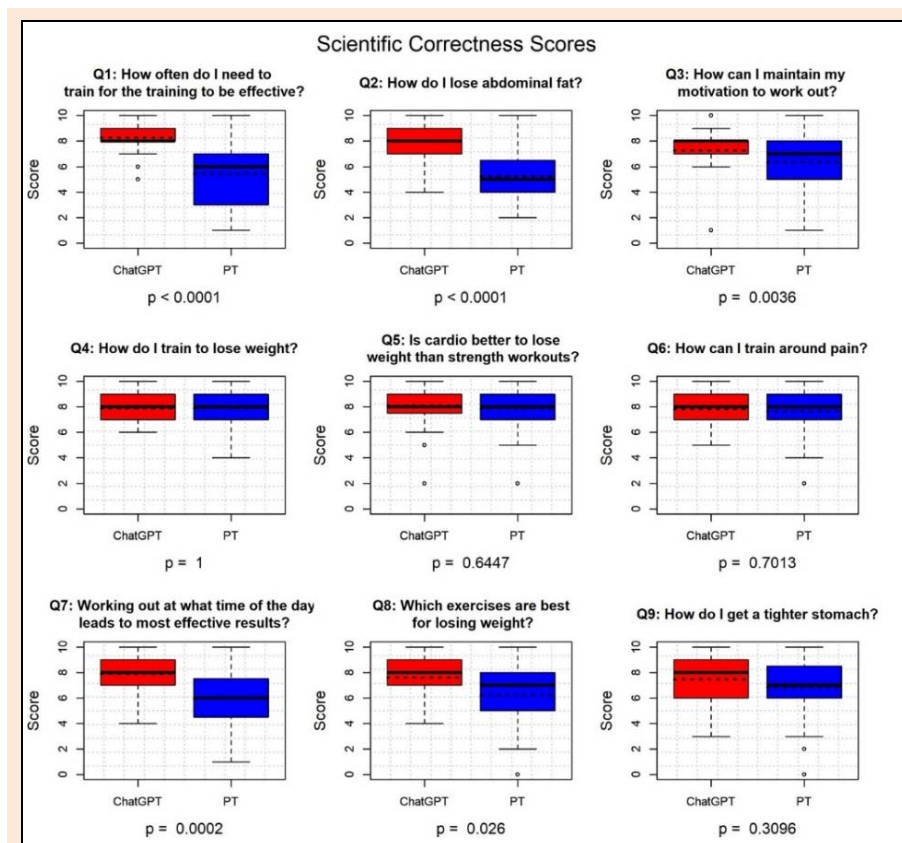 Scientific Correctness Scores
Q1: How often do I need to
train for the training to be effective?
10
8
6
4
2
0
Score
ChatGPT PT
p < 0.0001
Q2: How do I lose abdominal fat?
10
8
6
4
2
0
Score
ChatGPT PT
p < 0.0001
Q3: How can I maintain my
motivation to work out?
10
8
6
4
2
0
Score
ChatGPT PT
p = 0.0036
Q4: How do I train to lose weight?
10
8
6
4
2
0
Score
ChatGPT PT
p = 1
Q5: Is cardio better to lose
weight than strength workouts?
10
8
6
4
2
0
Score
ChatGPT PT
p = 0.6447
Q6: How can I train around pain?
10
8
6
4
2
0
Score
ChatGPT PT
p = 0.7013
Q7: Working out at what time of the day
leads to most effective results?
10
8
6
4
2
0
Score
ChatGPT PT
p = 0.0002
Q8: Which exercises are best
for losing weight?
10
8
6
4
2
0
Score
ChatGPT PT
p = 0.026
Q9: How do I get a tighter stomach?
10
8
6
4
2
0
Score
ChatGPT PT
p = 0.3096